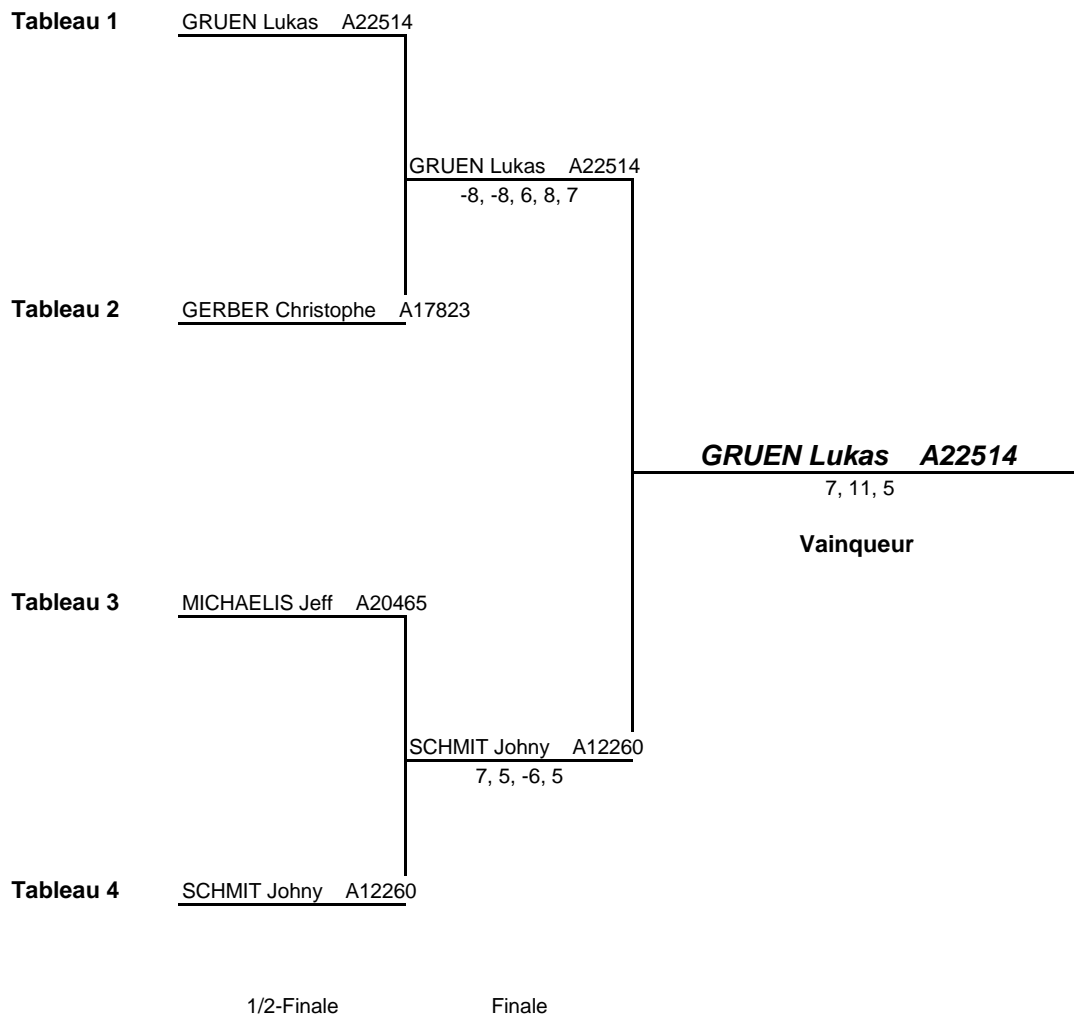 Tableau 1 GRUEN Lukas A22514
GRUEN Lukas A22514
-8, -8, 6, 8, 7
Tableau 2 GERBER Christophe A17823
GRUEN Lukas A22514
7, 11, 5
Vainqueur
Tableau 3 MICHAELIS Jeff A20465
SCHMIT Johny A12260
7, 5, -6, 5
Tableau 4 SCHMIT Johny A12260
1/2-Finale Finale